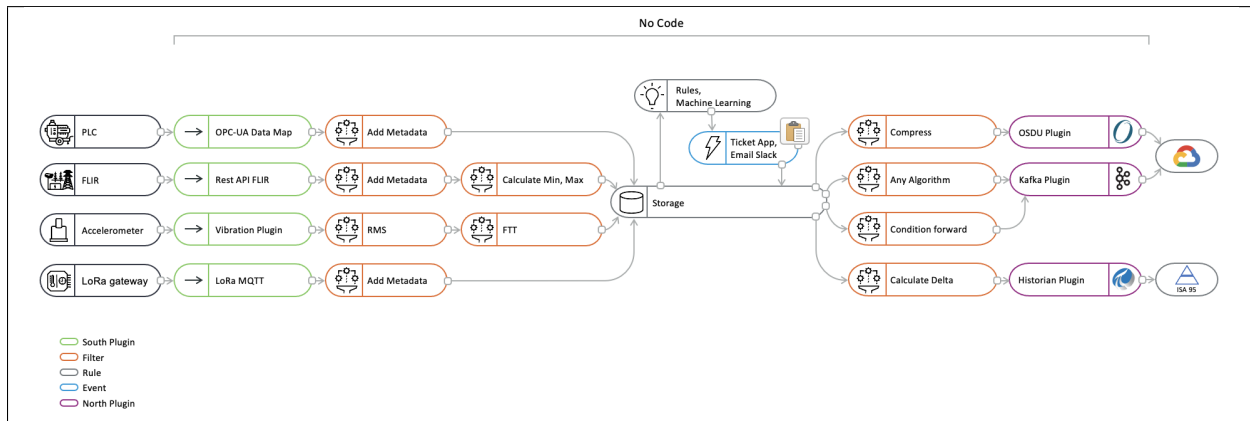 No Code
Rules,
Machine Learning
Ticket App,
Email Slack
PLC
OPC-UA Data Map
Add Metadata
Compress
OSDU Plugin
FLIR
Rest API FLIR
Add Metadata
Calculate Min, Max
Storage
Any Algorithm
Kafka Plugin
Accelerometer
Vibration Plugin
RMS
FTT
Condition forward
LoRa gateway
LoRa MQTT
Add Metadata
Calculate Delta
Historian Plugin
ISA 95
South Plugin
Filter
Rule
Event
North Plugin